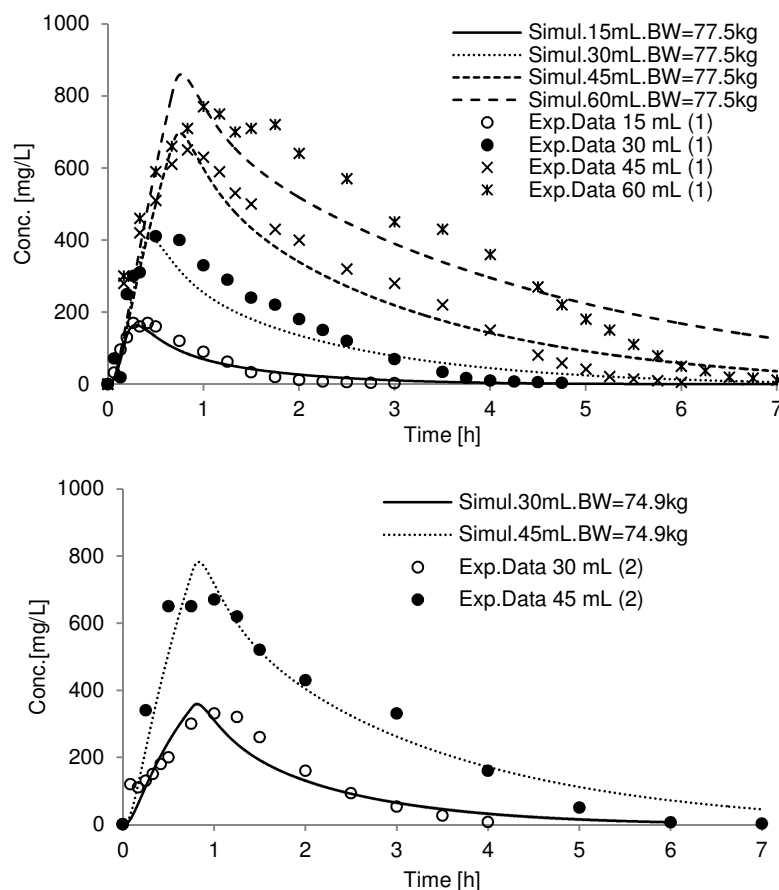 1000
800
600
400
200
0
Conc. [mg/L]
0 1 2 3 4 5 6 7
Time [h]
Simul.15mL.BW=77.5kg
Simul.30mL.BW=77.5kg
Simul.45mL.BW=77.5kg
Simul.60mL.BW=77.5kg
Exp.Data 15 mL (1)
Exp.Data 30 mL (1)
Exp.Data 45 mL (1)
Exp.Data 60 mL (1)
1000
800
600
400
200
0
Conc.[mg/L]
0 1 2 3 4 5 6 7
Time [h]
Simul.30mL.BW=74.9kg
Simul.45mL.BW=74.9kg
Exp.Data 30 mL (2)
Exp.Data 45 mL (2)